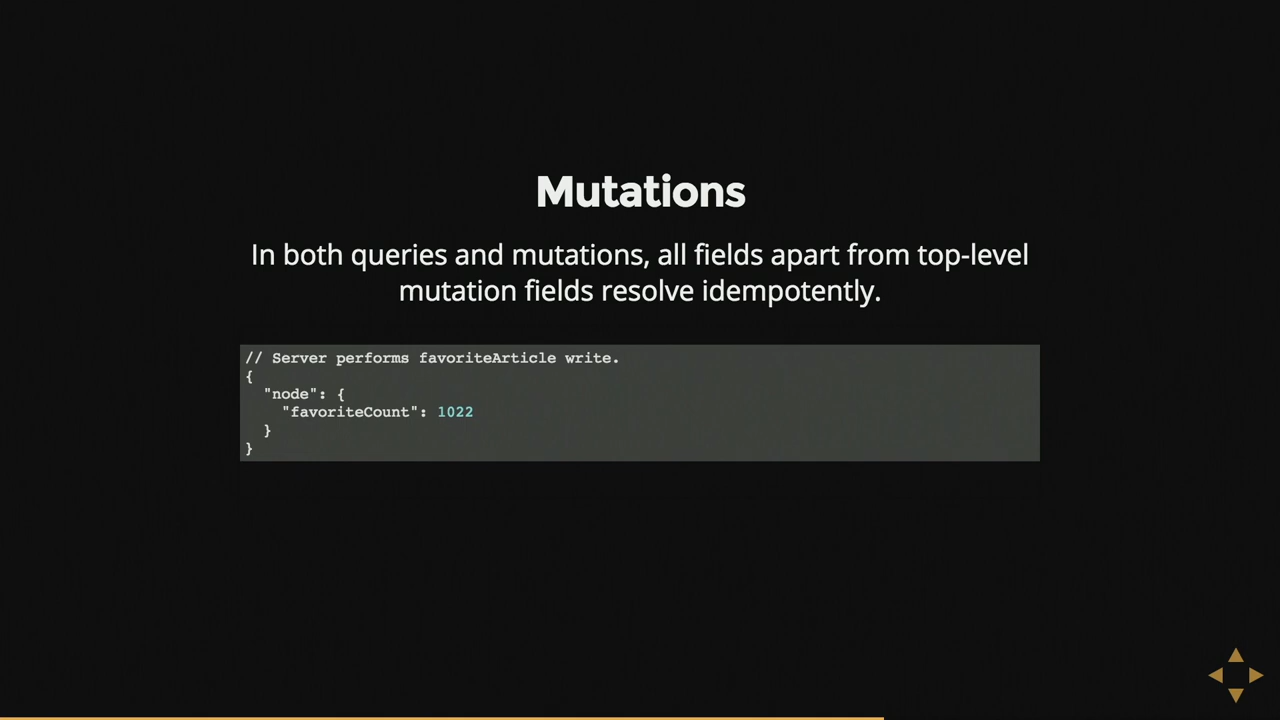 Mutations
In both queries and mutations, all fields apart from top-level
mutation fields resolve idempotently.
// Server performs favoriteArticle write.
{
  "node": {
    "favoriteCount": 1022
  }
}